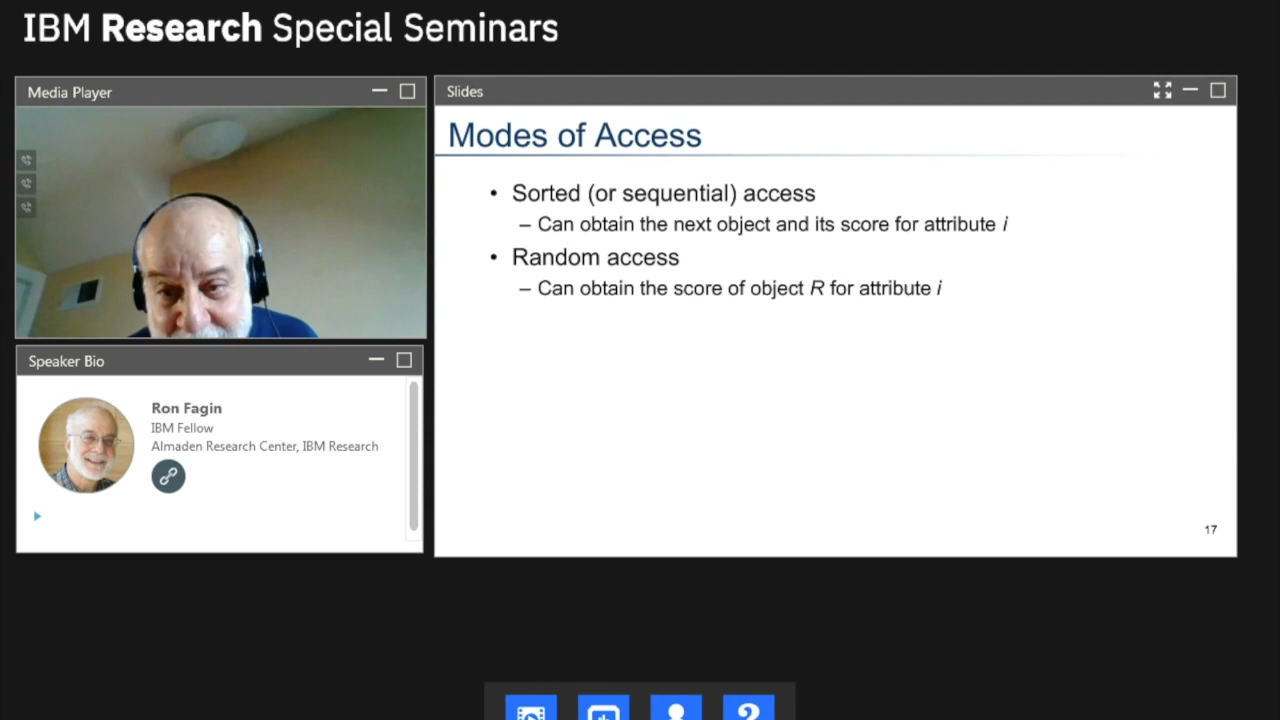 IBM Research Special Seminars
Media Player
Slides
Modes of Access
• Sorted (or sequential) access
– Can obtain the next object and its score for attribute i
• Random access
– Can obtain the score of object R for attribute i
17
Speaker Bio
Ron Fagin
IBM Fellow
Almaden Research Center, IBM Research
?